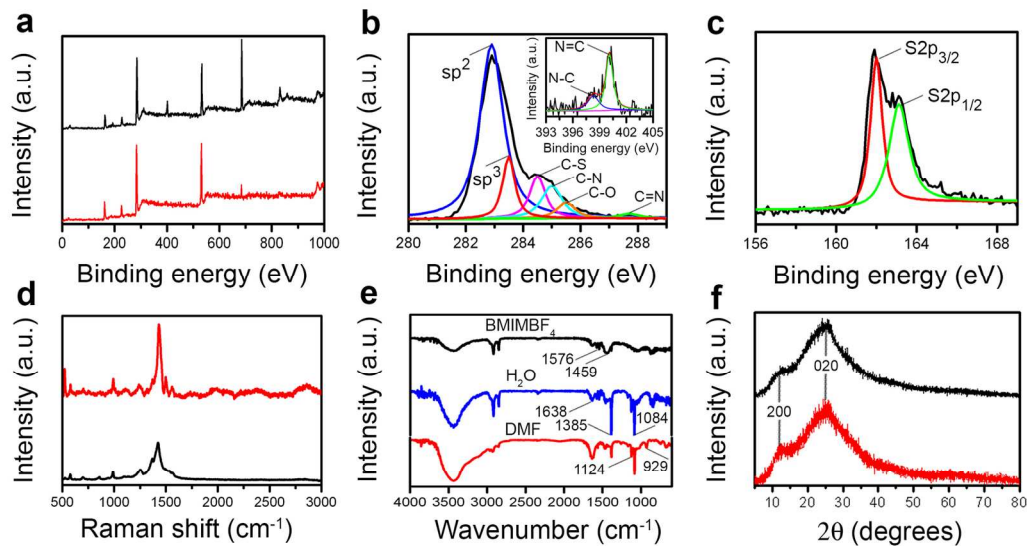 a
Intensity (a.u.)
0 200 400 600 800 1000
Binding energy (eV)
b
Intensity (a.u.)
sp2
sp3
C-S
C-N
C-O
C=N
280 282 284 286 288
Binding energy (eV)
Intensity (a.u.)
N=C
N-C
393 396 399 402 405
Binding energy (eV)
c
Intensity (a.u.)
S2p3/2
S2p1/2
156 160 164 168
Binding energy (eV)
d
Intensity (a.u.)
500 1000 1500 2000 2500 3000
Raman shift (cm-1)
e
Intensity (a.u.)
BMIMBF4
1576
1459
H2O
1638
1385
1084
DMF
1124
929
4000 3500 3000 2500 2000 1500 1000
Wavenumber (cm-1)
f
Intensity (a.u.)
200
020
10 20 30 40 50 60 70 80
2θ (degrees)